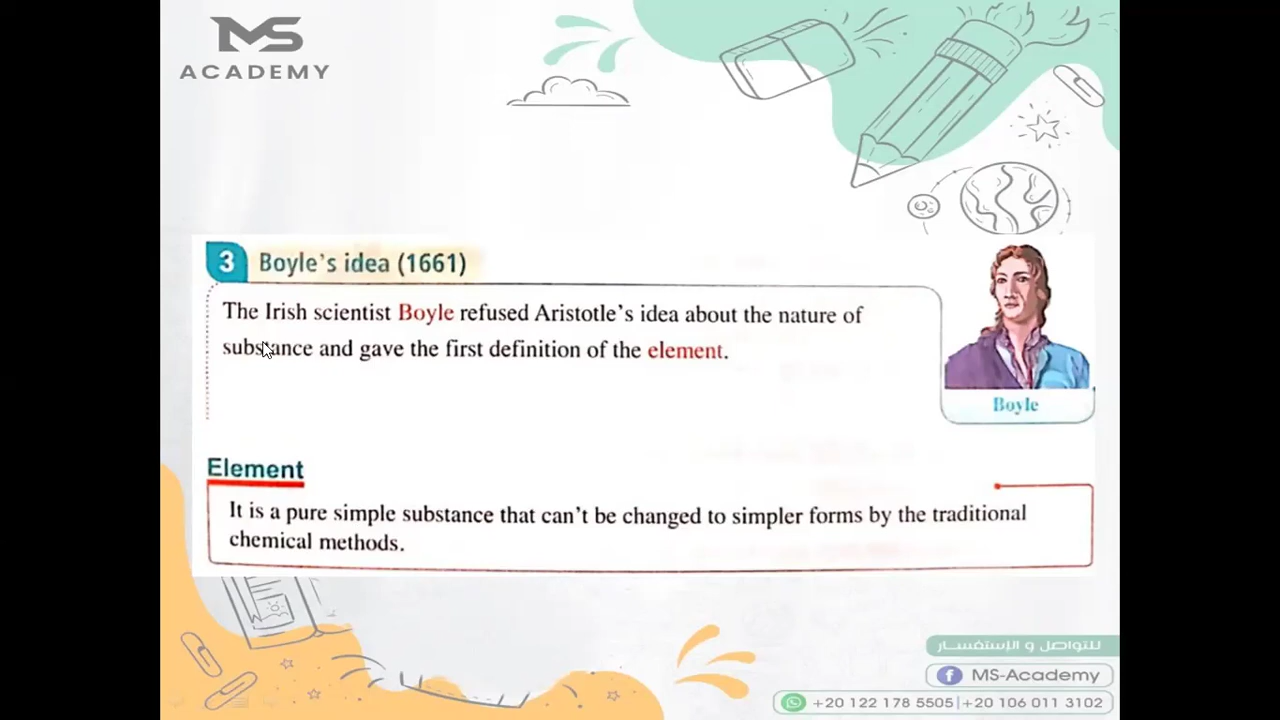 MS
ACADEMY
3 Boyle's idea (1661)
The Irish scientist Boyle refused Aristotle's idea about the nature of
substance and gave the first definition of the element.
Boyle
Element
It is a pure simple substance that can't be changed to simpler forms by the traditional
chemical methods.
للتواصل و الإستفسار
MS-Academy
+20 122 178 5505|+20 106 011 3102